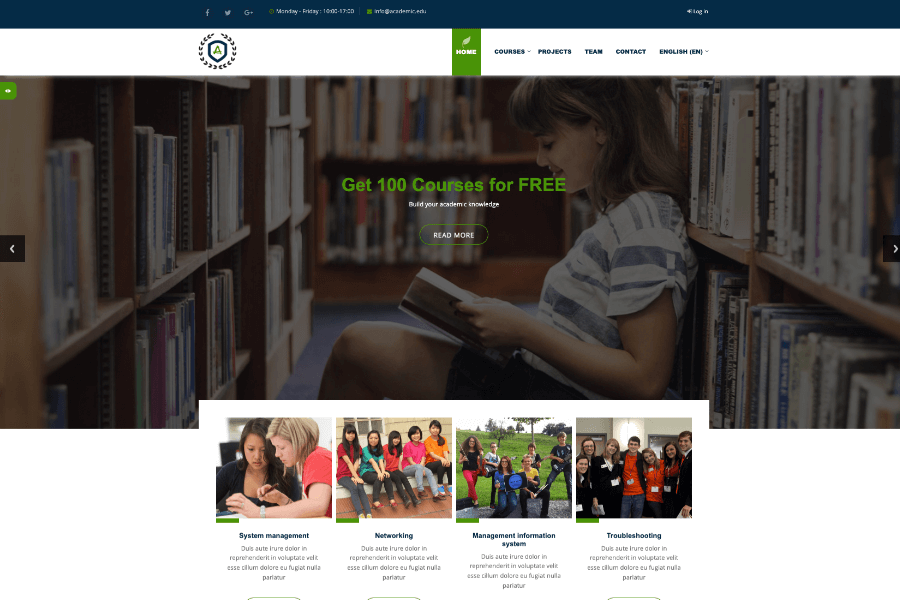 Monday - Friday : 10:00-17:00
info@academic.edu
Log in
A
HOME
COURSES
PROJECTS
TEAM
CONTACT
ENGLISH (EN)
Get 100 Courses for FREE
Build your academic knowledge
READ MORE
System management
Duis aute irure dolor in
reprehenderit in voluptate velit
esse cillum dolore eu fugiat nulla
pariatur
Networking
Duis aute irure dolor in
reprehenderit in voluptate velit
esse cillum dolore eu fugiat nulla
pariatur
Management information
system
Duis aute irure dolor in
reprehenderit in voluptate velit
esse cillum dolore eu fugiat nulla
pariatur
Troubleshooting
Duis aute irure dolor in
reprehenderit in voluptate velit
esse cillum dolore eu fugiat nulla
pariatur